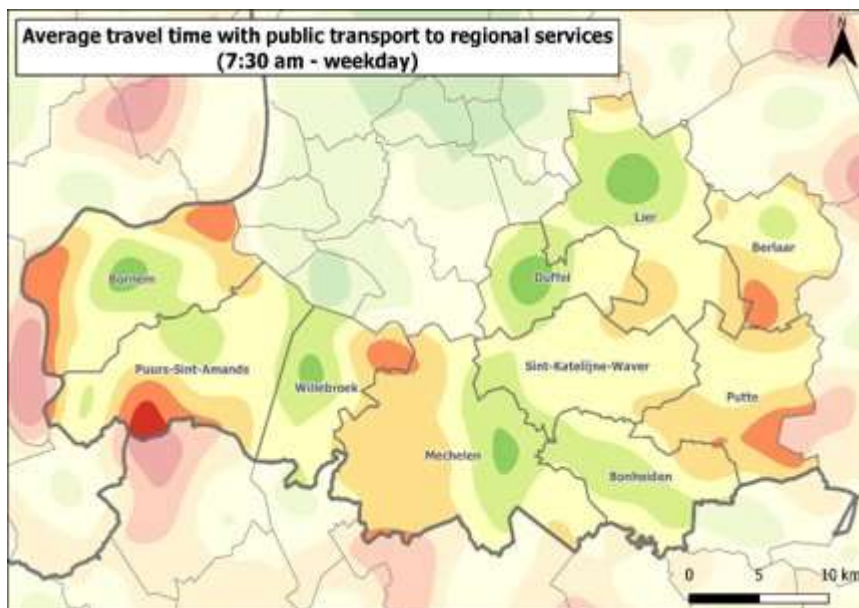 Average travel time with public transport to regional services
(7:30 am - weekday)
N
Lier
Berlaar
Duffel
Bornem
Puurs-Sint-Amands
Willebroek
Sint-Katelijne-Waver
Putte
Mechelen
Bonheiden
0 5 10 km